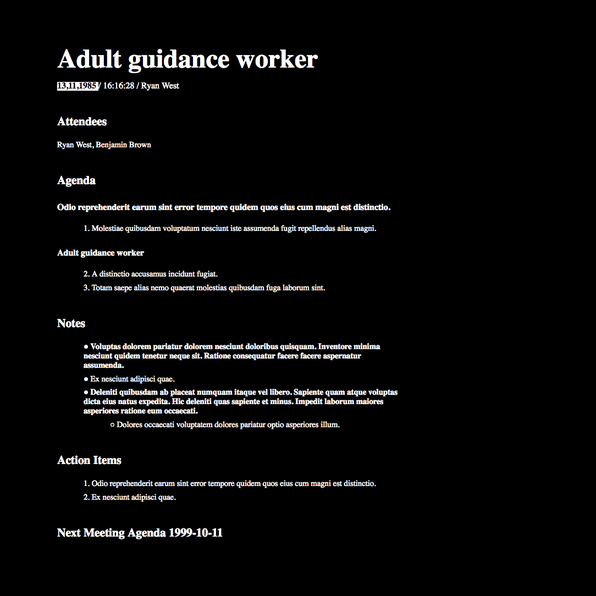 Adult guidance worker
13.11.1985 / 16:16:28 / Ryan West
Attendees
Ryan West, Benjamin Brown
Agenda
Odio reprehenderit earum sint error tempore quidem quos eius cum magni est distinctio.
1. Molestiae quibusdam voluptatum nesciunt iste assumenda fugit repellendus alias magni.
Adult guidance worker
2. A distinctio accusamus incidunt fugiat.
3. Totam saepe alias nemo quaerat molestias quibusdam fuga laborum sint.
Notes
● Voluptas dolorem pariatur dolorem nesciunt doloribus quisquam. Inventore minima
nesciunt quidem tenetur neque sit. Ratione consequatur facere facere aspernatur
assumenda.
● Ex nesciunt adipisci quae.
● Deleniti quibusdam ab placeat numquam itaque vel libero. Sapiente quam atque voluptas
dicta eius natus expedita. Hic deleniti quas sapiente et minus. Impedit laborum maiores
asperiores ratione eum occaecati.
○ Dolores occaecati voluptatem dolores pariatur optio asperiores illum.
Action Items
1. Odio reprehenderit earum sint error tempore quidem quos eius cum magni est distinctio.
2. Ex nesciunt adipisci quae.
Next Meeting Agenda 1999-10-11